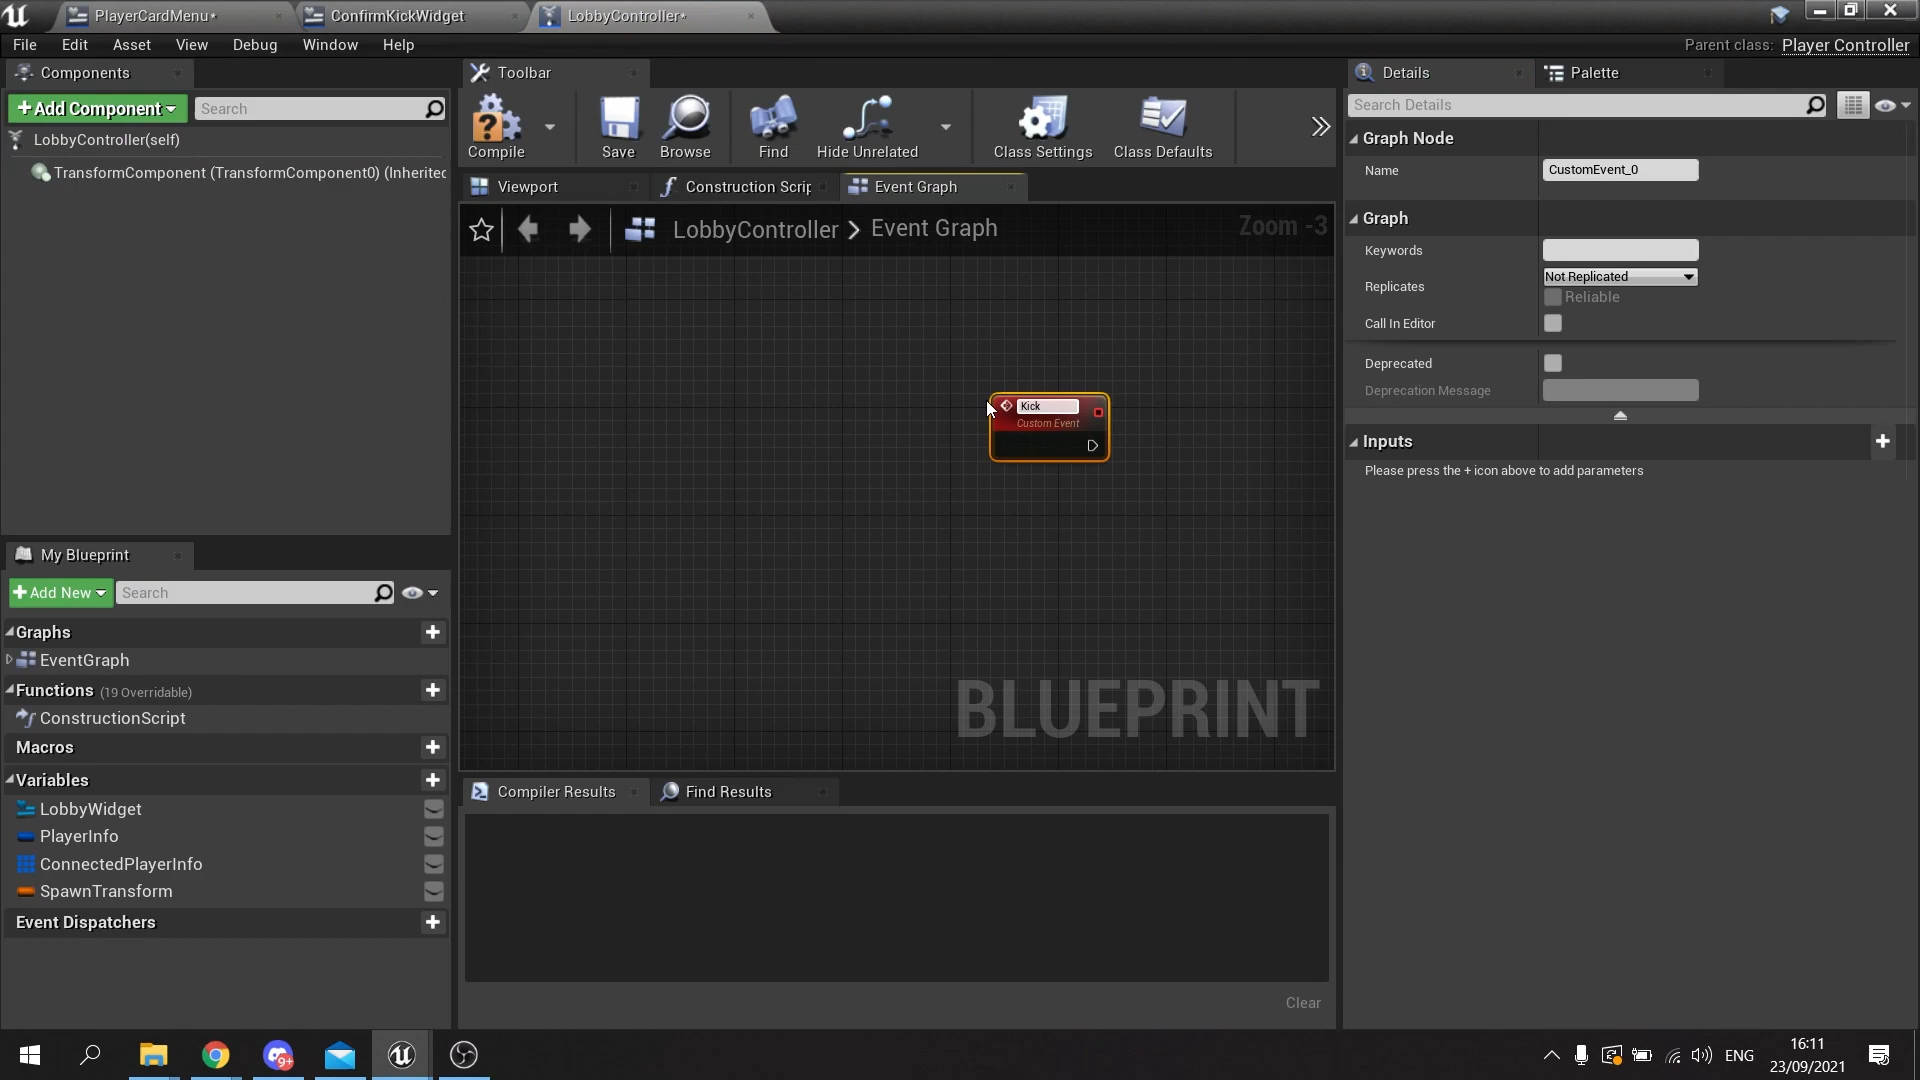 PlayerCardMenu*
ConfirmKickWidget
LobbyController*
File Edit Asset View Debug Window Help
Parent class: Player Controller
Components
Add Component
Search
LobbyController(self)
TransformComponent (TransformComponent0) (Inherited
My Blueprint
Add New
Search
Graphs
EventGraph
Functions (19 Overridable)
ConstructionScript
Macros
Variables
LobbyWidget
PlayerInfo
ConnectedPlayerInfo
SpawnTransform
Event Dispatchers
Toolbar
Compile
Save
Browse
Find
Hide Unrelated
Class Settings
Class Defaults
Viewport
Construction Scrip
Event Graph
LobbyController > Event Graph
Zoom -3
Kick
Custom Event
BLUEPRINT
Compiler Results
Find Results
Clear
Details
Palette
Search Details
Graph Node
Name CustomEvent_0
Graph
Keywords
Replicates Not Replicated
Reliable
Call In Editor
Deprecated
Deprecation Message
Inputs
Please press the + icon above to add parameters
9+
ENG
16:11
23/09/2021